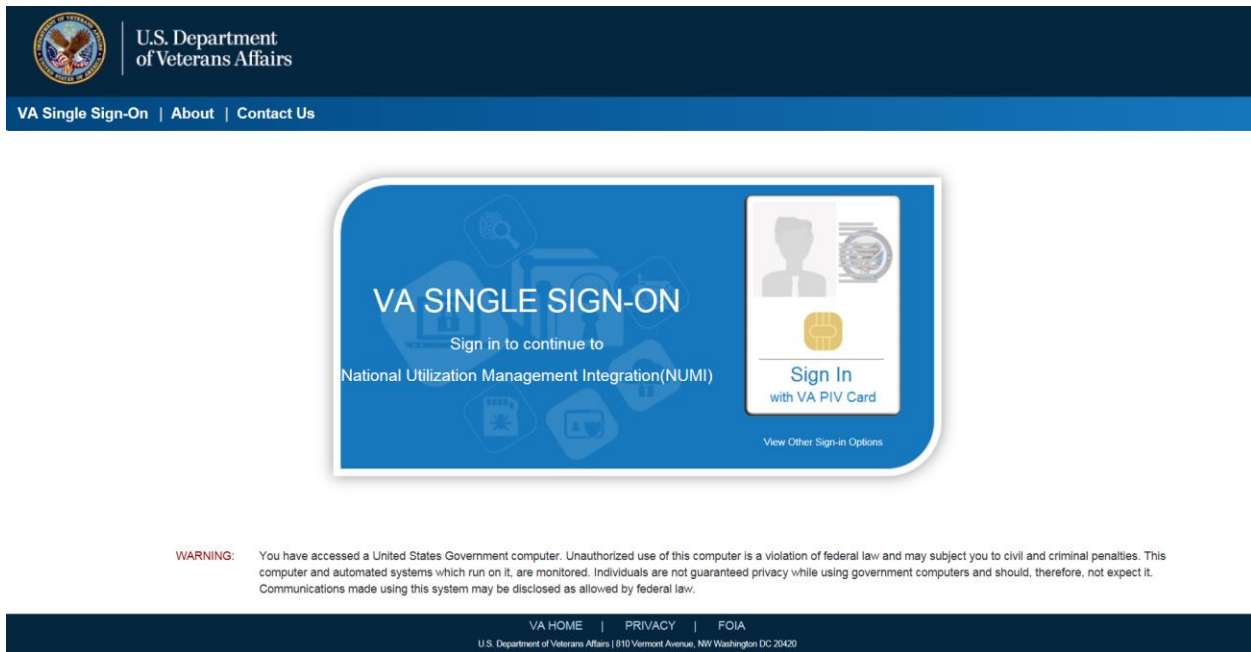 U.S. Department
of Veterans Affairs
VA Single Sign-On | About | Contact Us
VA SINGLE SIGN-ON
Sign in to continue to
National Utilization Management Integration(NUMI)
Sign In
with VA PIV Card
View Other Sign-in Options
WARNING: You have accessed a United States Government computer. Unauthorized use of this computer is a violation of federal law and may subject you to civil and criminal penalties. This
computer and automated systems which run on it, are monitored. Individuals are not guaranteed privacy while using government computers and should, therefore, not expect it.
Communications made using this system may be disclosed as allowed by federal law.
VA HOME | PRIVACY | FOIA
U.S. Department of Veterans Affairs | 810 Vermont Avenue, NW Washington DC 20420